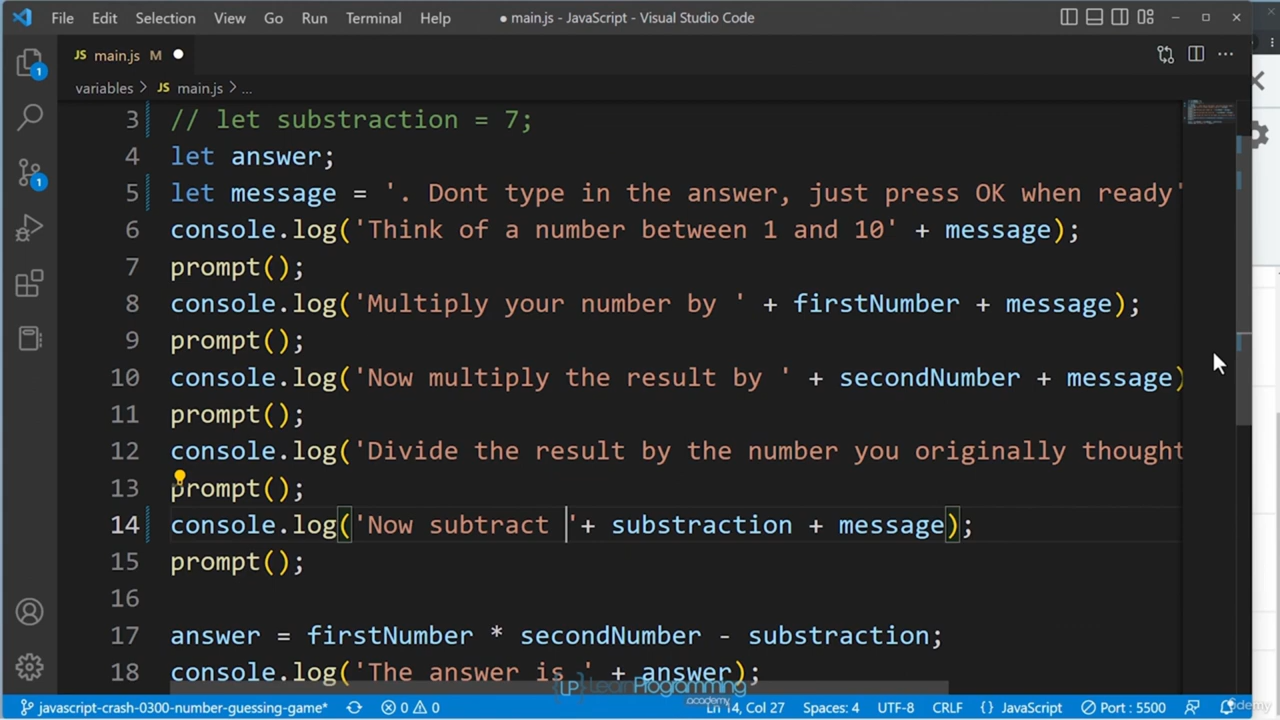 File Edit Selection View Go Run Terminal Help ● main.js - JavaScript - Visual Studio Code
JS main.js M ●
variables > JS main.js > ...
3 // let substraction = 7;
4 let answer;
5 let message = '. Dont type in the answer, just press OK when ready'
6 console.log('Think of a number between 1 and 10' + message);
7 prompt();
8 console.log('Multiply your number by ' + firstNumber + message);
9 prompt();
10 console.log('Now multiply the result by ' + secondNumber + message)
11 prompt();
12 console.log('Divide the result by the number you originally thought
13 prompt();
14 console.log('Now subtract '+ substraction + message);
15 prompt();
16
17 answer = firstNumber * secondNumber - substraction;
18 console.log('The answer is ' + answer);
1
1
{LP} LearnProgramming academy
javascript-crash-0300-number-guessing-game* 0 0 Ln 14, Col 27 Spaces: 4 UTF-8 CRLF {} JavaScript Port : 5500
Udemy